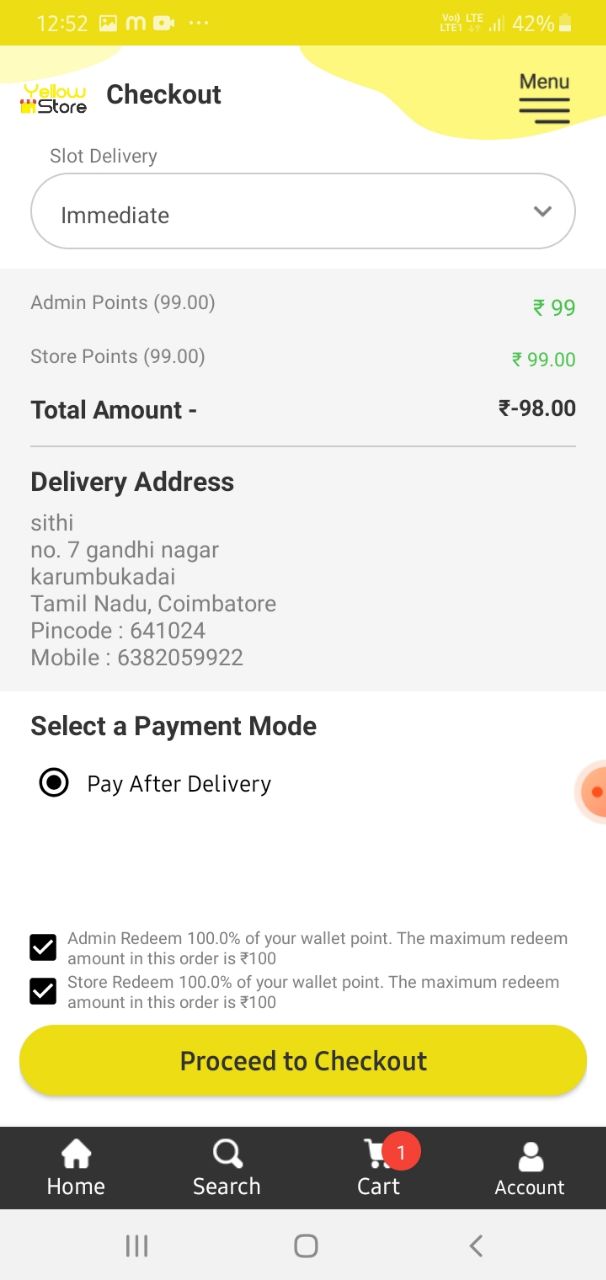 12:52 m ... Vo) LTE 42%
LTE1
Yellow
Store
Checkout
Menu
Slot Delivery
Immediate
Admin Points (99.00) ₹ 99
Store Points (99.00) ₹ 99.00
Total Amount - ₹-98.00
Delivery Address
sithi
no. 7 gandhi nagar
karumbukadai
Tamil Nadu, Coimbatore
Pincode : 641024
Mobile : 6382059922
Select a Payment Mode
Pay After Delivery
Admin Redeem 100.0% of your wallet point. The maximum redeem
amount in this order is ₹100
Store Redeem 100.0% of your wallet point. The maximum redeem
amount in this order is ₹100
Proceed to Checkout
1
Home Search Cart Account